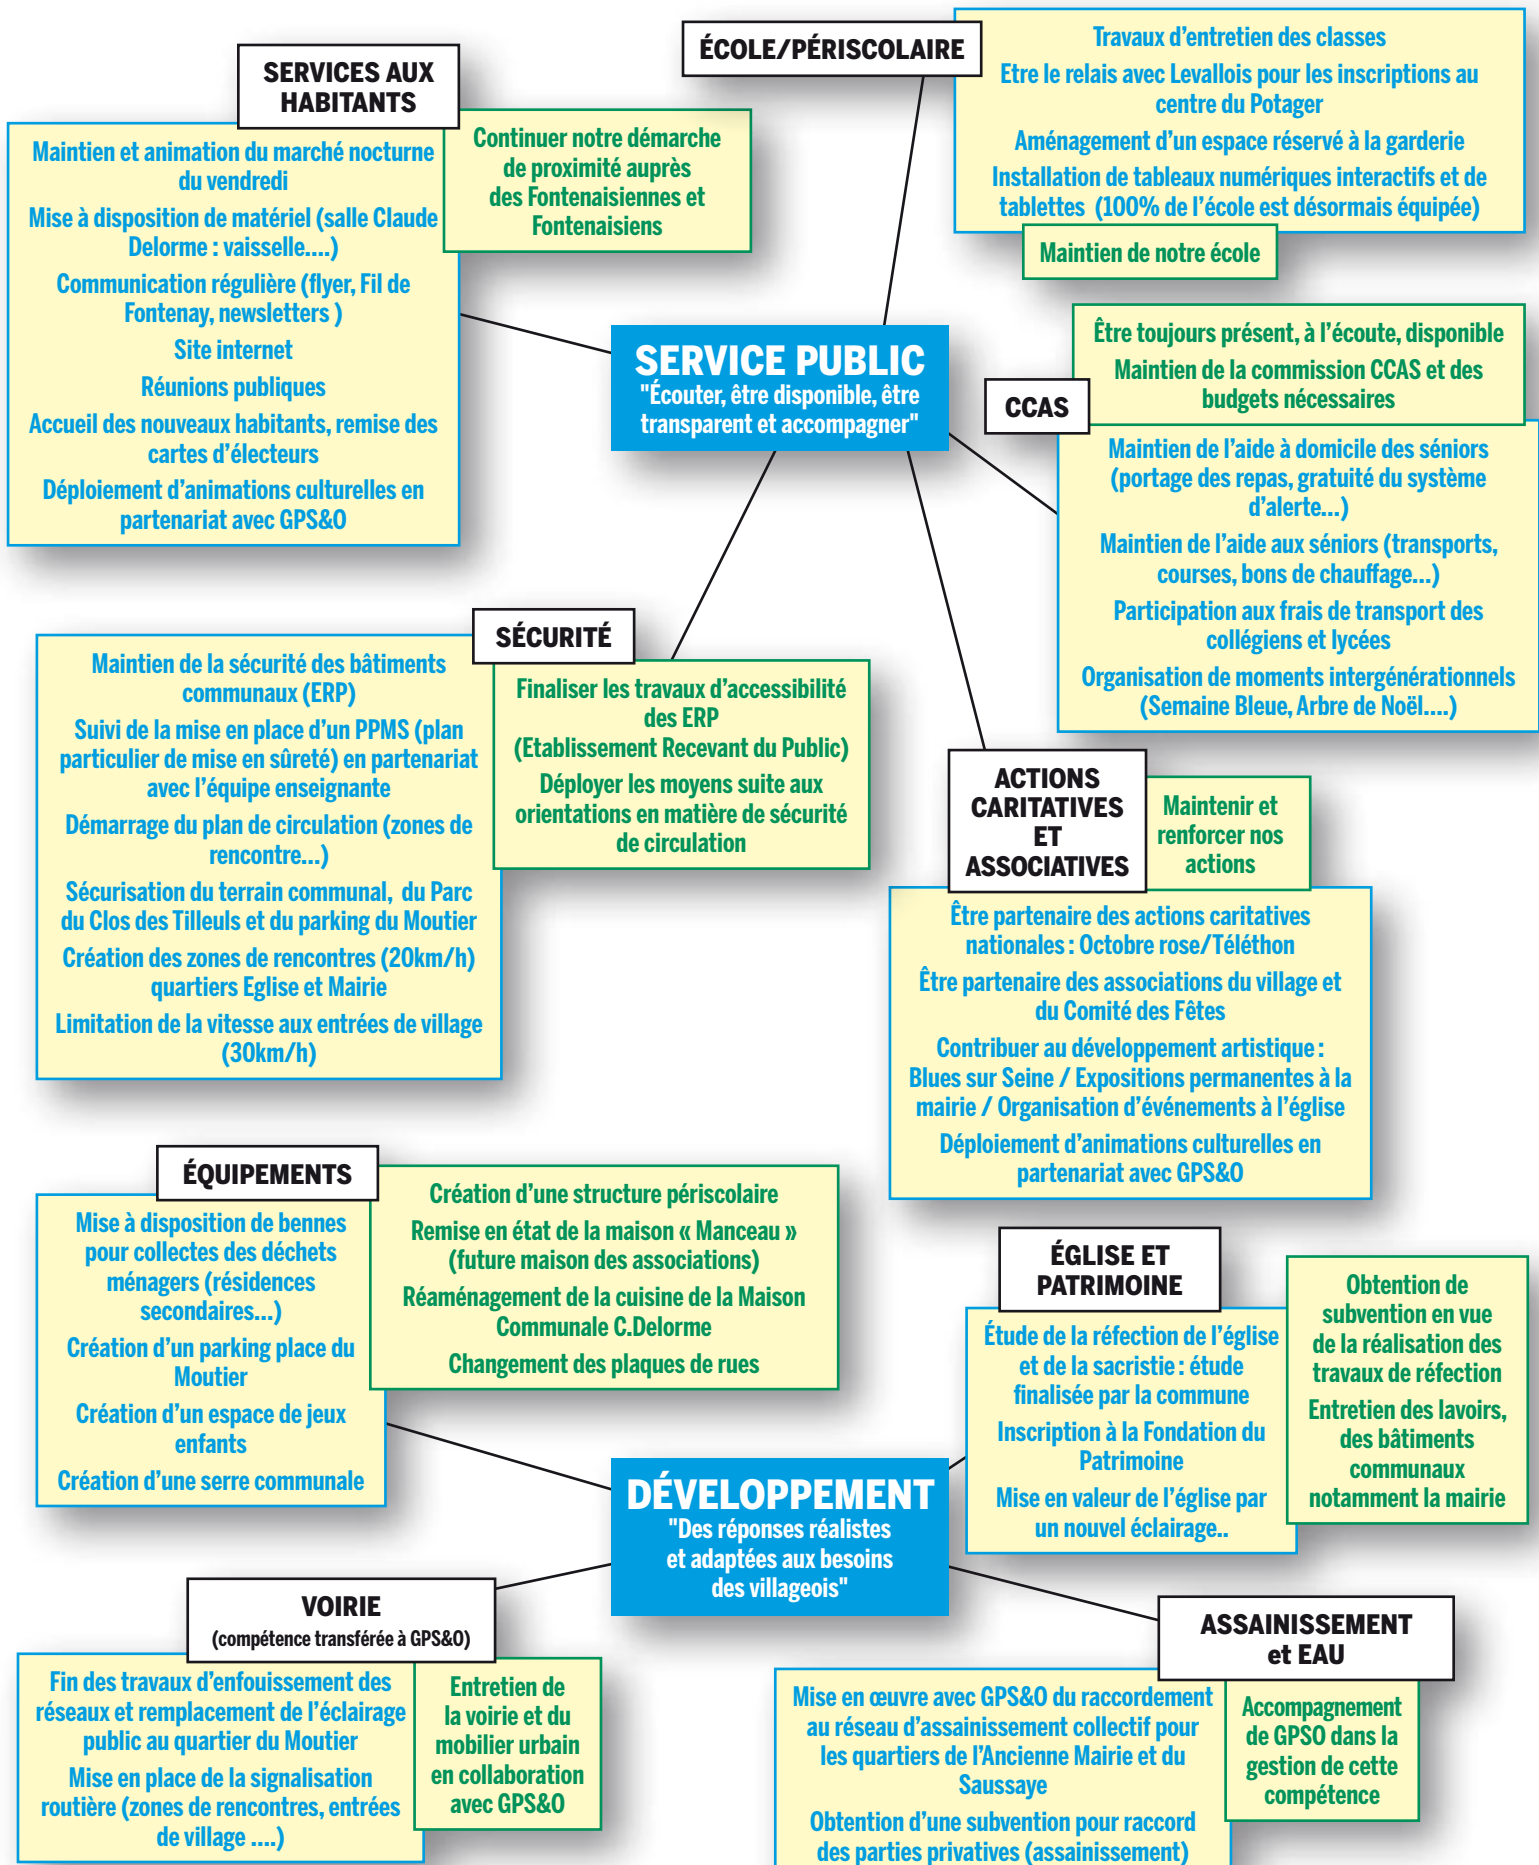 SERVICES AUX
HABITANTS
Maintien et animation du marché nocturne
du vendredi
Mise à disposition de matériel (salle Claude
Delorme : vaisselle....)
Communication régulière (flyer, Fil de
Fontenay, newsletters )
Site internet
Réunions publiques
Accueil des nouveaux habitants, remise des
cartes d'électeurs
Déploiement d'animations culturelles en
partenariat avec GPS&O
Continuer notre démarche
de proximité auprès
des Fontenaisiennes et
Fontenaisiens
ÉCOLE/PÉRISCOLAIRE
Travaux d'entretien des classes
Etre le relais avec Levallois pour les inscriptions au
centre du Potager
Aménagement d'un espace réservé à la garderie
Installation de tableaux numériques interactifs et de
tablettes (100% de l'école est désormais équipée)
Maintien de notre école
SERVICE PUBLIC
"Écouter, être disponible, être
transparent et accompagner"
CCAS
Être toujours présent, à l'écoute, disponible
Maintien de la commission CCAS et des
budgets nécessaires
Maintien de l'aide à domicile des séniors
(portage des repas, gratuité du système
d'alerte...)
Maintien de l'aide aux séniors (transports,
courses, bons de chauffage...)
Participation aux frais de transport des
collégiens et lycées
Organisation de moments intergénérationnels
(Semaine Bleue, Arbre de Noël....)
SÉCURITÉ
Maintien de la sécurité des bâtiments
communaux (ERP)
Suivi de la mise en place d'un PPMS (plan
particulier de mise en sûreté) en partenariat
avec l'équipe enseignante
Démarrage du plan de circulation (zones de
rencontre...)
Sécurisation du terrain communal, du Parc
du Clos des Tilleuls et du parking du Moutier
Création des zones de rencontres (20km/h)
quartiers Eglise et Mairie
Limitation de la vitesse aux entrées de village
(30km/h)
Finaliser les travaux d'accessibilité
des ERP
(Etablissement Recevant du Public)
Déployer les moyens suite aux
orientations en matière de sécurité
de circulation
ACTIONS
CARITATIVES
ET
ASSOCIATIVES
Maintenir et
renforcer nos
actions
Être partenaire des actions caritatives
nationales : Octobre rose/Téléthon
Être partenaire des associations du village et
du Comité des Fêtes
Contribuer au développement artistique :
Blues sur Seine / Expositions permanentes à la
mairie / Organisation d'événements à l'église
Déploiement d'animations culturelles en
partenariat avec GPS&O
ÉQUIPEMENTS
Mise à disposition de bennes
pour collectes des déchets
ménagers (résidences
secondaires...)
Création d'un parking place du
Moutier
Création d'un espace de jeux
enfants
Création d'une serre communale
Création d'une structure périscolaire
Remise en état de la maison « Manceau »
(future maison des associations)
Réaménagement de la cuisine de la Maison
Communale C.Delorme
Changement des plaques de rues
ÉGLISE ET
PATRIMOINE
Étude de la réfection de l'église
et de la sacristie : étude
finalisée par la commune
Inscription à la Fondation du
Patrimoine
Mise en valeur de l'église par
un nouvel éclairage..
Obtention de
subvention en vue
de la réalisation des
travaux de réfection
Entretien des lavoirs,
des bâtiments
communaux
notamment la mairie
DÉVELOPPEMENT
"Des réponses réalistes
et adaptées aux besoins
des villageois"
VOIRIE
(compétence transférée à GPS&O)
Fin des travaux d'enfouissement des
réseaux et remplacement de l'éclairage
public au quartier du Moutier
Mise en place de la signalisation
routière (zones de rencontres, entrées
de village ....)
Entretien de
la voirie et du
mobilier urbain
en collaboration
avec GPS&O
ASSAINISSEMENT
et EAU
Mise en œuvre avec GPS&O du raccordement
au réseau d'assainissement collectif pour
les quartiers de l'Ancienne Mairie et du
Saussaye
Obtention d'une subvention pour raccord
des parties privatives (assainissement)
Accompagnement
de GPSO dans la
gestion de cette
compétence